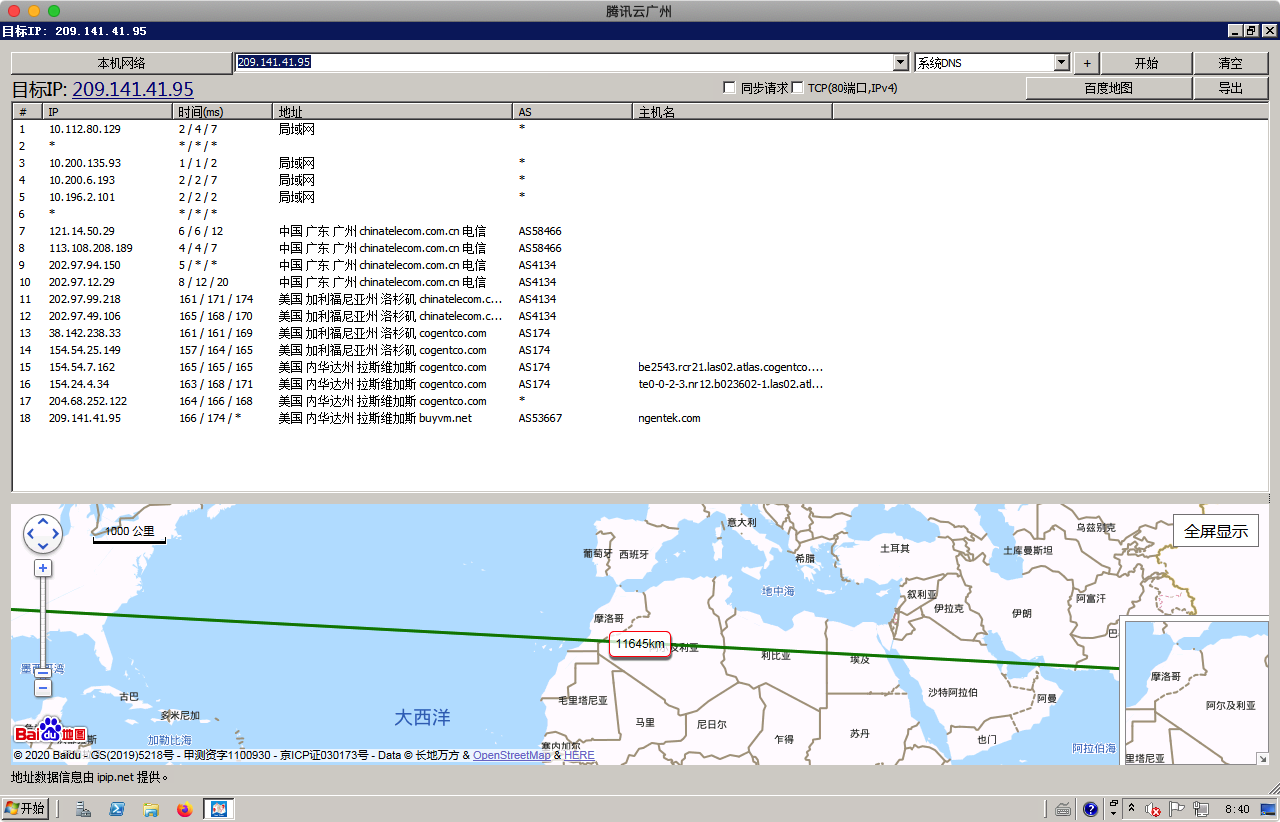 腾讯云广州
目标IP: 209.141.41.95
本机网络 209.141.41.95 系统DNS + 开始 清空
目标IP: 209.141.41.95 同步请求 TCP(80端口,IPv4) 百度地图 导出
# IP 时间(ms) 地址 AS 主机名
1 10.112.80.129 2 / 4 / 7 局域网 *
2 * * / * / *
3 10.200.135.93 1 / 1 / 2 局域网 *
4 10.200.6.193 2 / 2 / 7 局域网 *
5 10.196.2.101 2 / 2 / 2 局域网 *
6 * * / * / *
7 121.14.50.29 6 / 6 / 12 中国 广东 广州 chinatelecom.com.cn 电信 AS58466
8 113.108.208.189 4 / 4 / 7 中国 广东 广州 chinatelecom.com.cn 电信 AS58466
9 202.97.94.150 5 / * / * 中国 广东 广州 chinatelecom.com.cn 电信 AS4134
10 202.97.12.29 8 / 12 / 20 中国 广东 广州 chinatelecom.com.cn 电信 AS4134
11 202.97.99.218 161 / 171 / 174 美国 加利福尼亚州 洛杉矶 chinatelecom.c... AS4134
12 202.97.49.106 165 / 168 / 170 美国 加利福尼亚州 洛杉矶 chinatelecom.c... AS4134
13 38.142.238.33 161 / 161 / 169 美国 加利福尼亚州 洛杉矶 cogentco.com AS174
14 154.54.25.149 157 / 164 / 165 美国 加利福尼亚州 洛杉矶 cogentco.com AS174
15 154.54.7.162 165 / 165 / 165 美国 内华达州 拉斯维加斯 cogentco.com AS174 be2543.rcr21.las02.atlas.cogentco....
16 154.24.4.34 163 / 168 / 171 美国 内华达州 拉斯维加斯 cogentco.com AS174 te0-0-2-3.nr12.b023602-1.las02.atl...
17 204.68.252.122 164 / 166 / 168 美国 内华达州 拉斯维加斯 cogentco.com *
18 209.141.41.95 166 / 174 / * 美国 内华达州 拉斯维加斯 buyvm.net AS53667 ngentek.com
1000 公里
意大利
乌兹别克
全屏显示
葡萄牙 西班牙
希腊
土耳其
土库曼斯坦
地中海
叙利亚
伊拉克
伊朗
阿富汗
摩洛哥
11645km
及利亚
利比亚
埃及
巴
墨西哥湾
古巴
多米尼加
加勒比海
大西洋
毛里塔尼亚
马里
尼日尔
乍得
苏丹
沙特阿拉伯
阿曼
也门
阿拉伯海
摩洛哥
阿尔及利亚
里塔尼亚
塞内加尔
Baidu地图
© 2020 Baidu - GS(2019)5218号 - 甲测资字1100930 - 京ICP证030173号 - Data © 长地万方 & OpenStreetMap & HERE
地址数据信息由 ipip.net 提供。
开始
8:40